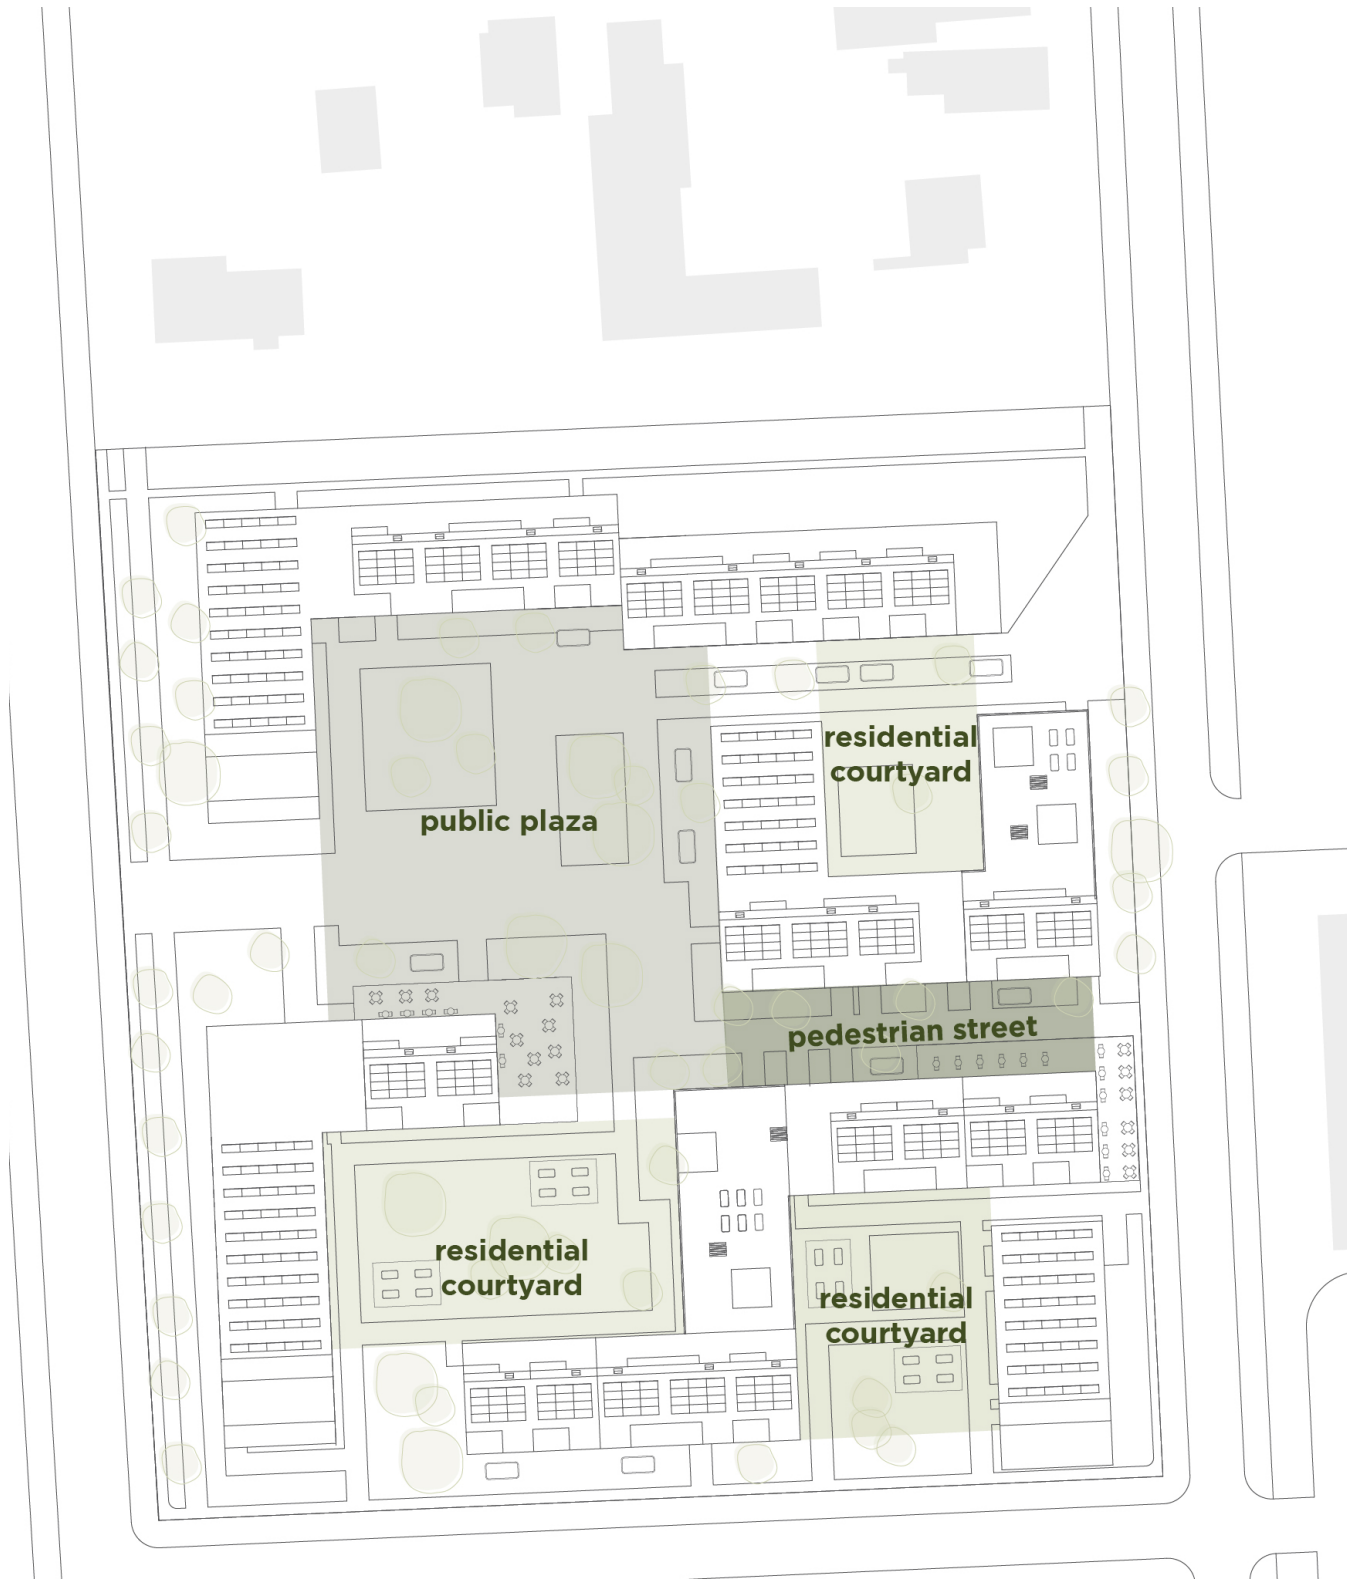 residential
courtyard
public plaza
pedestrian street
residential
courtyard
residential
courtyard